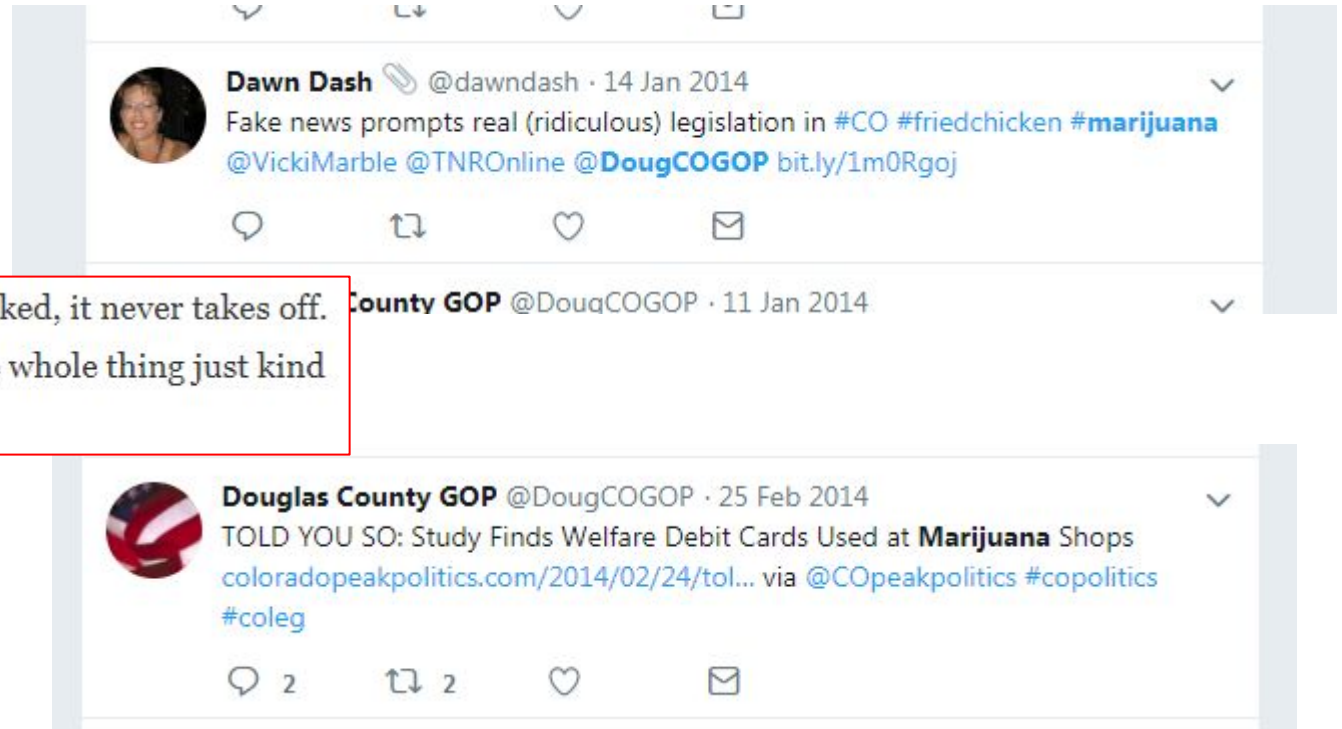 Dawn Dash @dawndash · 14 Jan 2014
Fake news prompts real (ridiculous) legislation in #CO #friedchicken #marijuana
@VickiMarble @TNROnline @DougCOGOP bit.ly/1m0Rgoj
ked, it never takes off.
County GOP @DougCOGOP · 11 Jan 2014
whole thing just kind
Douglas County GOP @DougCOGOP · 25 Feb 2014
TOLD YOU SO: Study Finds Welfare Debit Cards Used at Marijuana Shops
coloradopeakpolitics.com/2014/02/24/tol... via @COpeakpolitics #copolitics
#coleg
2 2